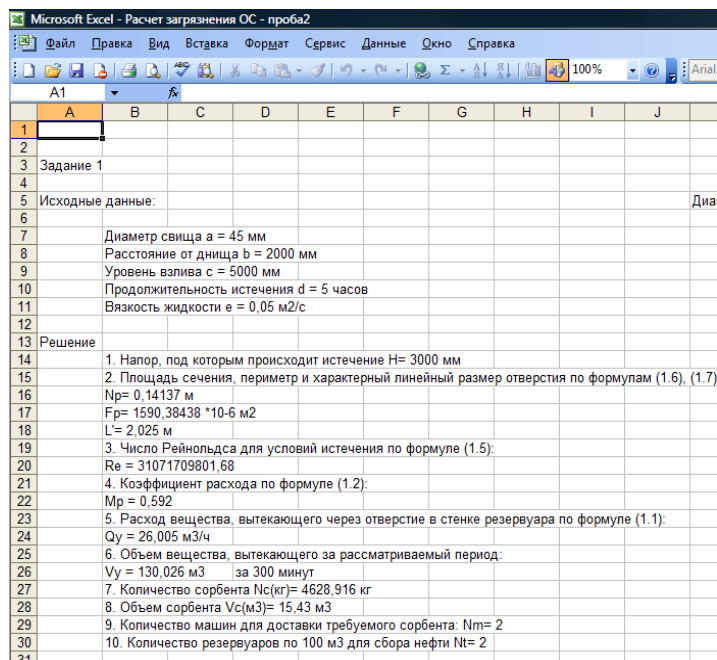 Microsoft Excel - Расчет загрязнения ОС - проба2
Файл Правка Вид Вставка Формат Сервис Данные Окно Справка
ABC Σ 100% Arial
A1 fx
A B C D E F G H I J
1
2
3 Задание 1
4
5 Исходные данные: Диа
6
7 Диаметр свища a = 45 мм
8 Расстояние от днища b = 2000 мм
9 Уровень взлива c = 5000 мм
10 Продолжительность истечения d = 5 часов
11 Вязкость жидкости e = 0,05 м2/с
12
13 Решение
14 1. Напор, под которым происходит истечение H= 3000 мм
15 2. Площадь сечения, периметр и характерный линейный размер отверстия по формулам (1.6), (1.7)
16 Np= 0,14137 м
17 Fp= 1590,38438 *10-6 м2
18 L'= 2,025 м
19 3. Число Рейнольдса для условий истечения по формуле (1.5):
20 Re = 31071709801,68
21 4. Коэффициент расхода по формуле (1.2):
22 Mp = 0,592
23 5. Расход вещества, вытекающего через отверстие в стенке резервуара по формуле (1.1):
24 Qy = 26,005 м3/ч
25 6. Объем вещества, вытекающего за рассматриваемый период:
26 Vy = 130,026 м3 за 300 минут
27 7. Количество сорбента Nc(кг)= 4628,916 кг
28 8. Объем сорбента Vc(м3)= 15,43 м3
29 9. Количество машин для доставки требуемого сорбента: Nm= 2
30 10. Количество резервуаров по 100 м3 для сбора нефти Nt= 2
31